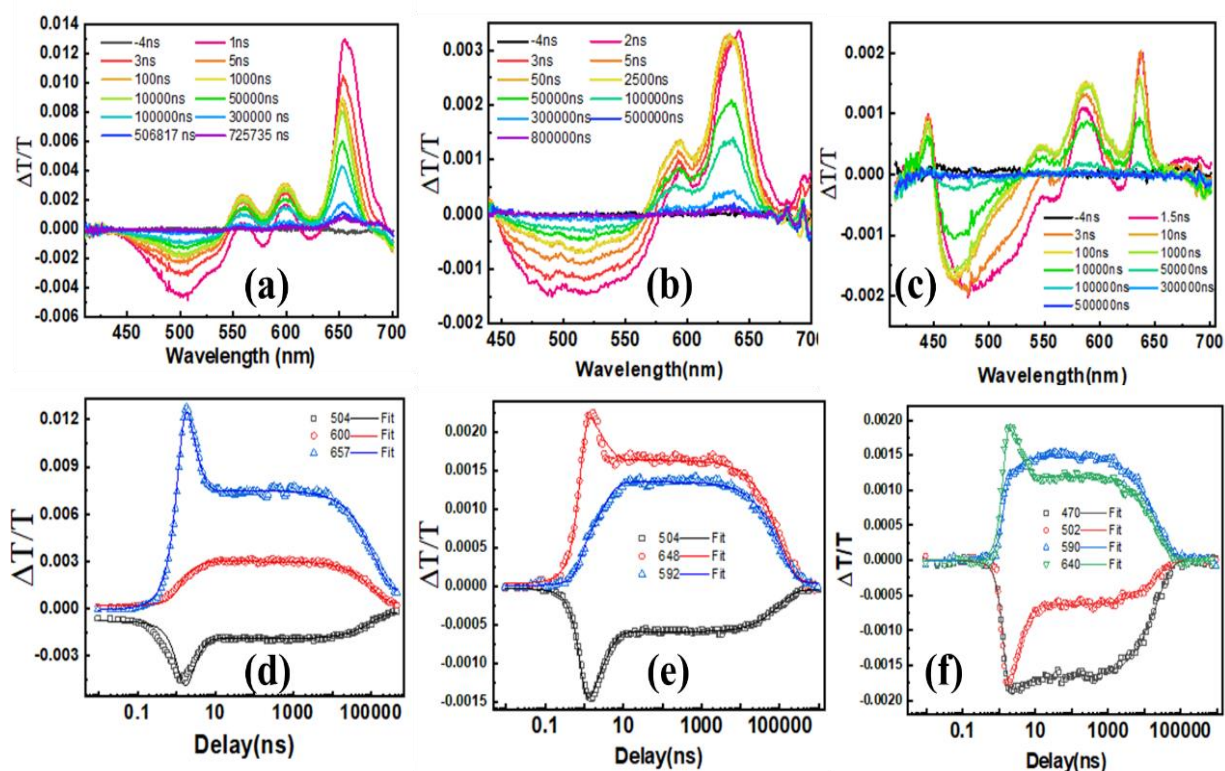 0.014
0.012
0.010
0.008
0.006
0.004
0.002
0.000
-0.002
-0.004
-0.006
ΔT/T
-4ns 1ns
3ns 5ns
100ns 1000ns
10000ns 50000ns
100000ns 300000 ns
506817 ns 725735 ns
(a)
450 500 550 600 650 700
Wavelength (nm)
0.003
0.002
0.001
0.000
-0.001
-0.002
ΔT/T
-4ns 2ns
3ns 5ns
50ns 2500ns
50000ns 100000ns
300000ns 500000ns
800000ns
(b)
450 500 550 600 650 700
Wavelength(nm)
0.002
0.001
0.000
-0.001
-0.002
ΔT/T
-4ns 1.5ns
3ns 10ns
100ns 1000ns
10000ns 50000ns
100000ns 300000ns
500000ns
(c)
450 500 550 600 650 700
Wavelength(nm)
0.012
0.009
0.006
0.003
0.000
-0.003
ΔT/T
504 Fit
600 Fit
657 Fit
(d)
0.1 10 1000 100000
Delay(ns)
0.0020
0.0015
0.0010
0.0005
0.0000
-0.0005
-0.0010
-0.0015
ΔT/T
504 Fit
648 Fit
592 Fit
(e)
0.1 10 1000 100000
Delay(ns)
0.0020
0.0015
0.0010
0.0005
0.0000
-0.0005
-0.0010
-0.0015
-0.0020
ΔT/T
470 Fit
502 Fit
590 Fit
640 Fit
(f)
0.1 10 1000 100000
Delay(ns)